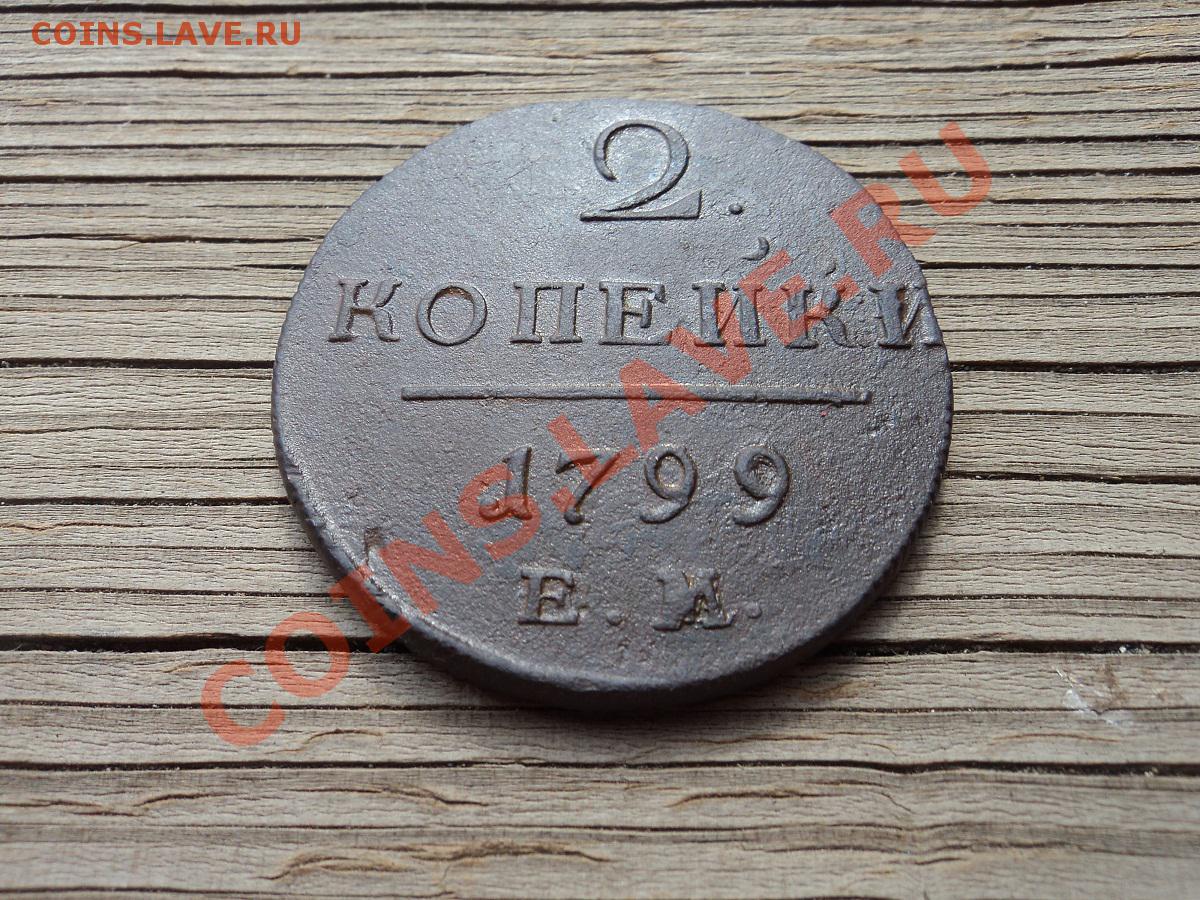 COINS.LAVE.RU
2.
КОПЕЙКИ
1799
Е.М.
COINS.LAVE.RU